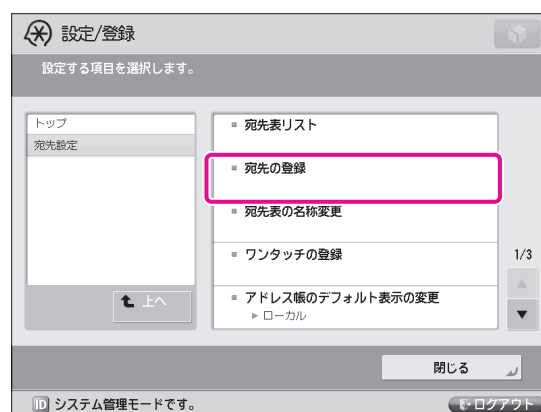 設定/登録
設定する項目を選択します。
トップ
宛先設定
上へ
宛先表リスト
宛先の登録
宛先表の名称変更
ワンタッチの登録
アドレス帳のデフォルト表示の変更
▶ ローカル
1/3
閉じる
ID システム管理モードです。
ログアウト